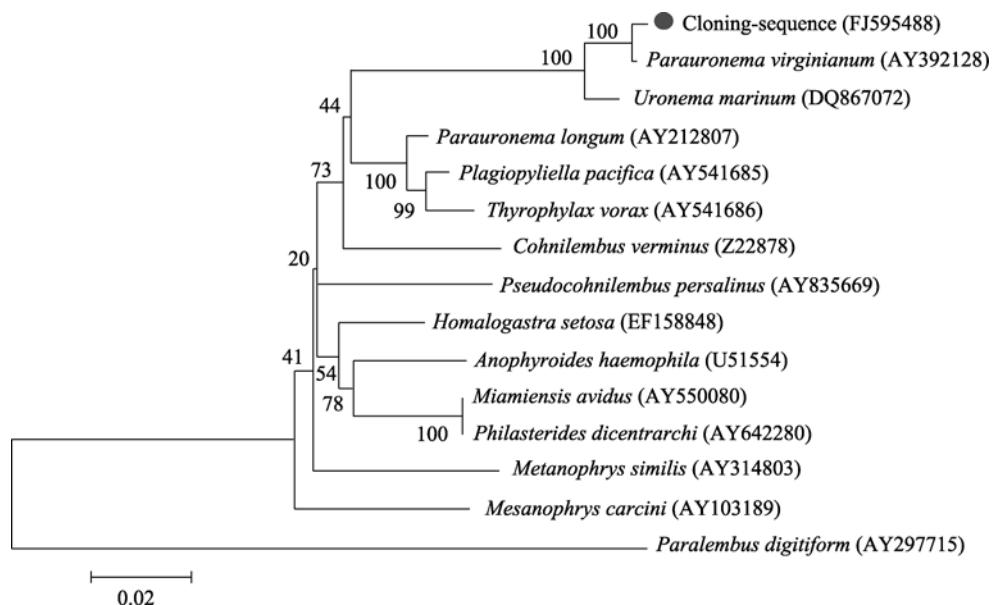 Cloning-sequence (FJ595488)
100
Parauronema virginianum (AY392128)
100
Uronema marinum (DQ867072)
44
Parauronema longum (AY212807)
73
Plagiopyliella pacifica (AY541685)
100
99
Thyrophylax vorax (AY541686)
Cohnilembus verminus (Z22878)
20
Pseudocohnilembus persalinus (AY835669)
Homalogastra setosa (EF158848)
41
54
Anophyroides haemophila (U51554)
78
Miamiensis avidus (AY550080)
100
Philasterides dicentrarchi (AY642280)
Metanophrys similis (AY314803)
Mesanophrys carcini (AY103189)
Paralembus digitiform (AY297715)
0.02